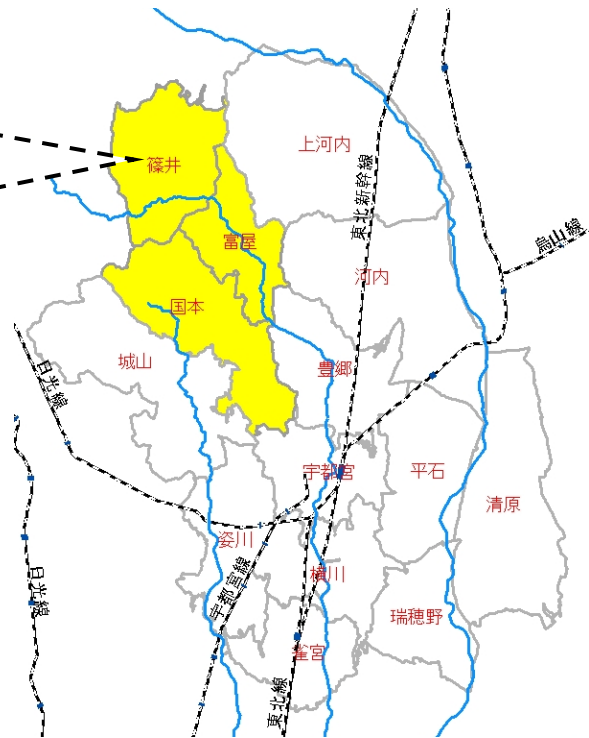 上河内
篠井
東北新幹線
烏山線
富屋
河内
国本
城山
豊郷
日光線
宇都宮
平石
清原
姿川
横川
日光線
宇都宮線
瑞穂野
雀宮
東北線